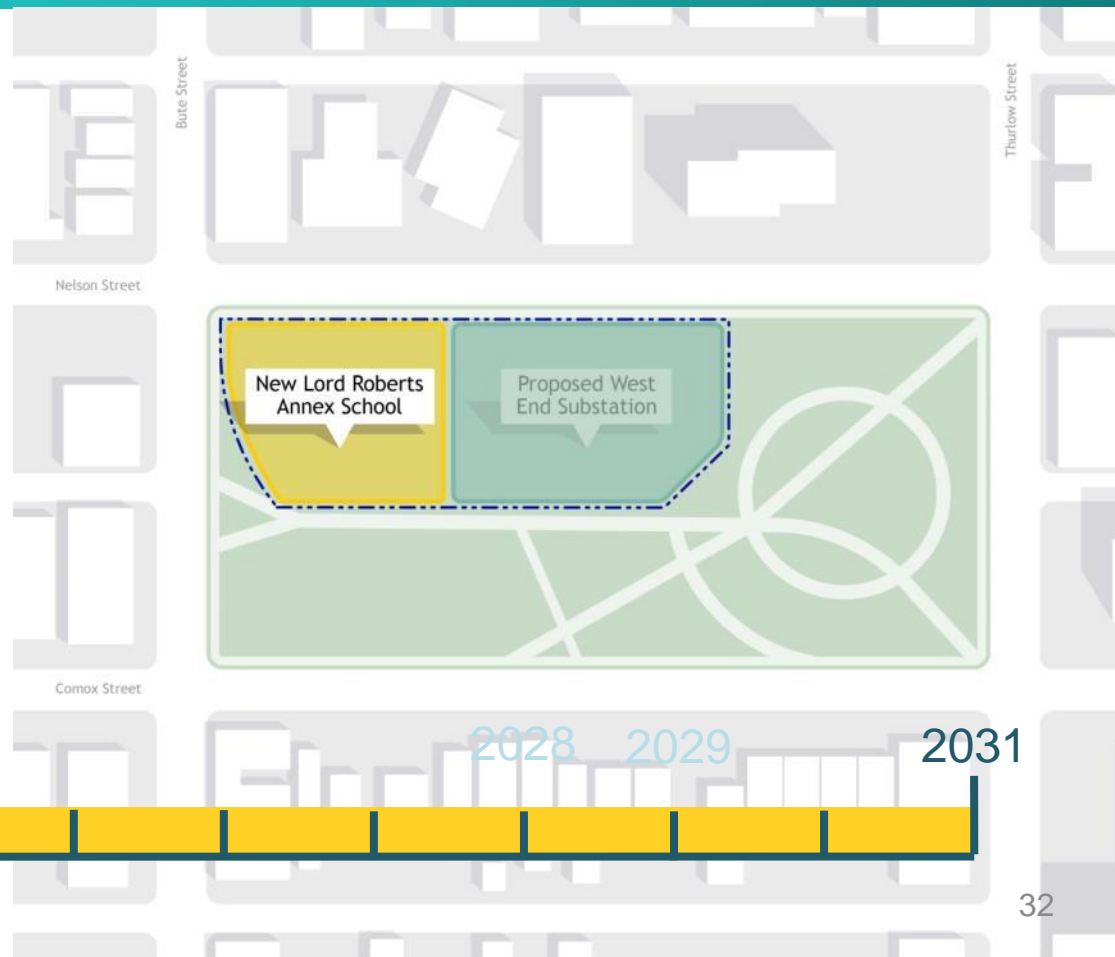 Bute Street
Thurlow Street
Nelson Street
New Lord Roberts
Annex School
Proposed West
End Substation
Comox Street
2028
2029
2031
32